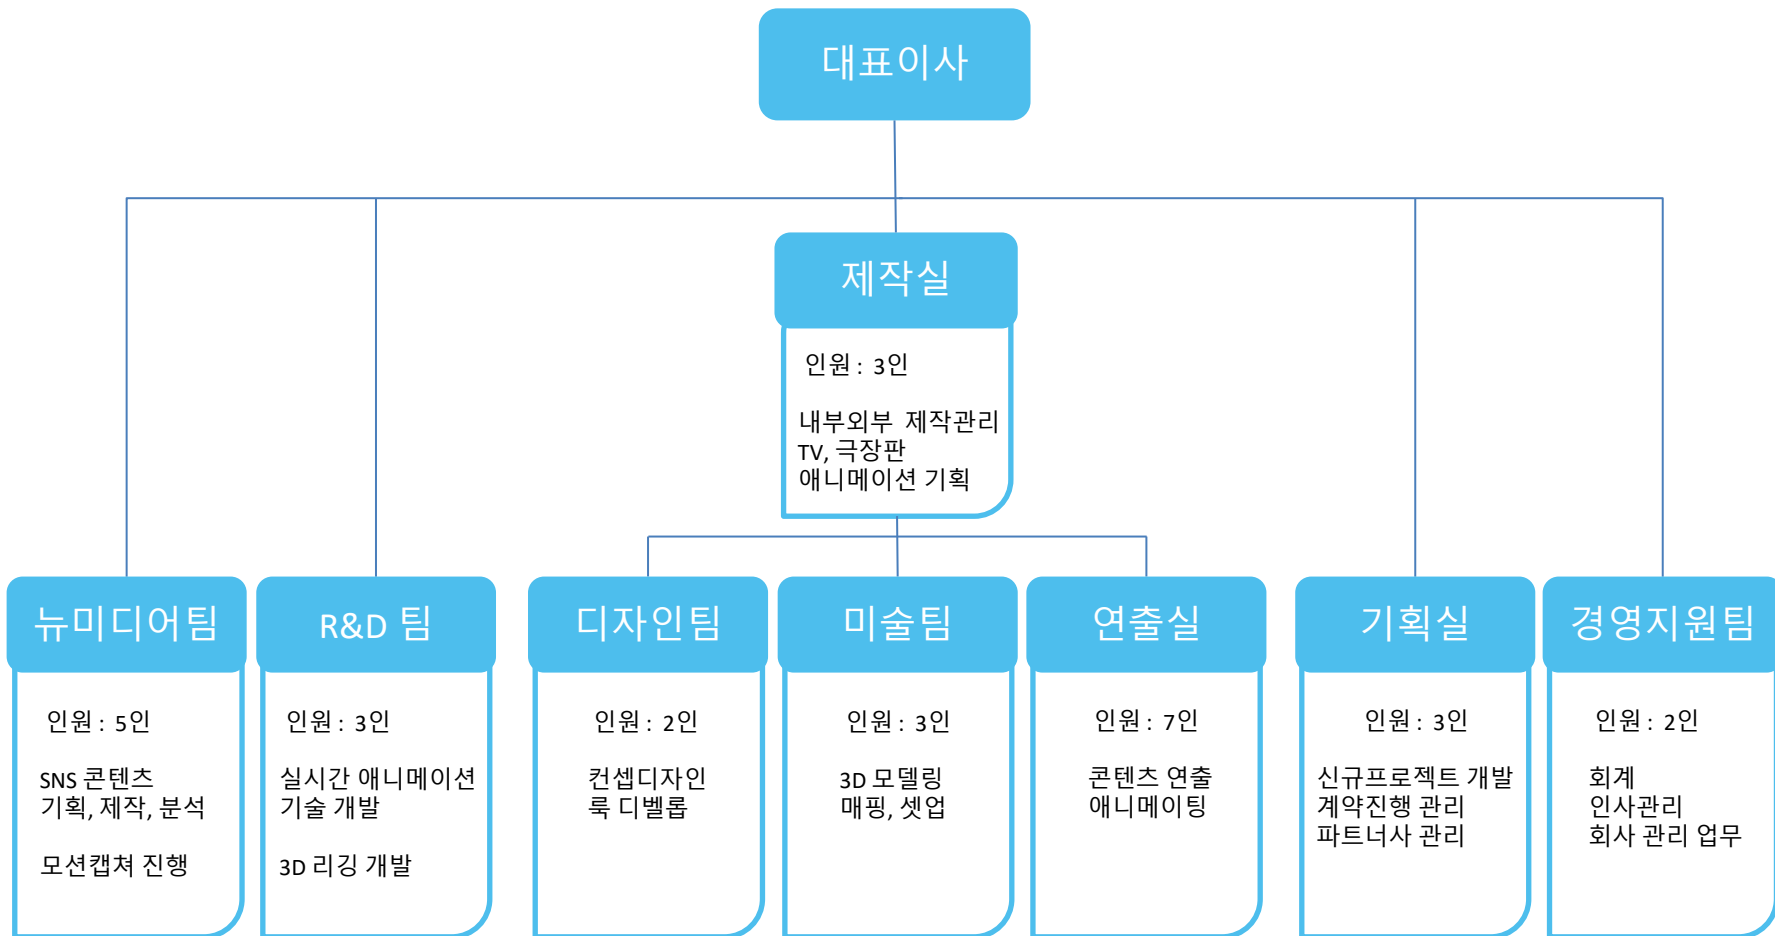 대표이사
제작실
인원 : 3인
내부외부 제작관리
TV, 극장판
애니메이션 기획
뉴미디어팀
인원 : 5인
SNS 콘텐츠
기획, 제작, 분석
모션캡쳐 진행
R&D 팀
인원 : 3인
실시간 애니메이션
기술 개발
3D 리깅 개발
디자인팀
인원 : 2인
컨셉디자인
룩 디벨롭
미술팀
인원 : 3인
3D 모델링
매핑, 셋업
연출실
인원 : 7인
콘텐츠 연출
애니메이팅
기획실
인원 : 3인
신규프로젝트 개발
계약진행 관리
파트너사 관리
경영지원팀
인원 : 2인
회계
인사관리
회사 관리 업무